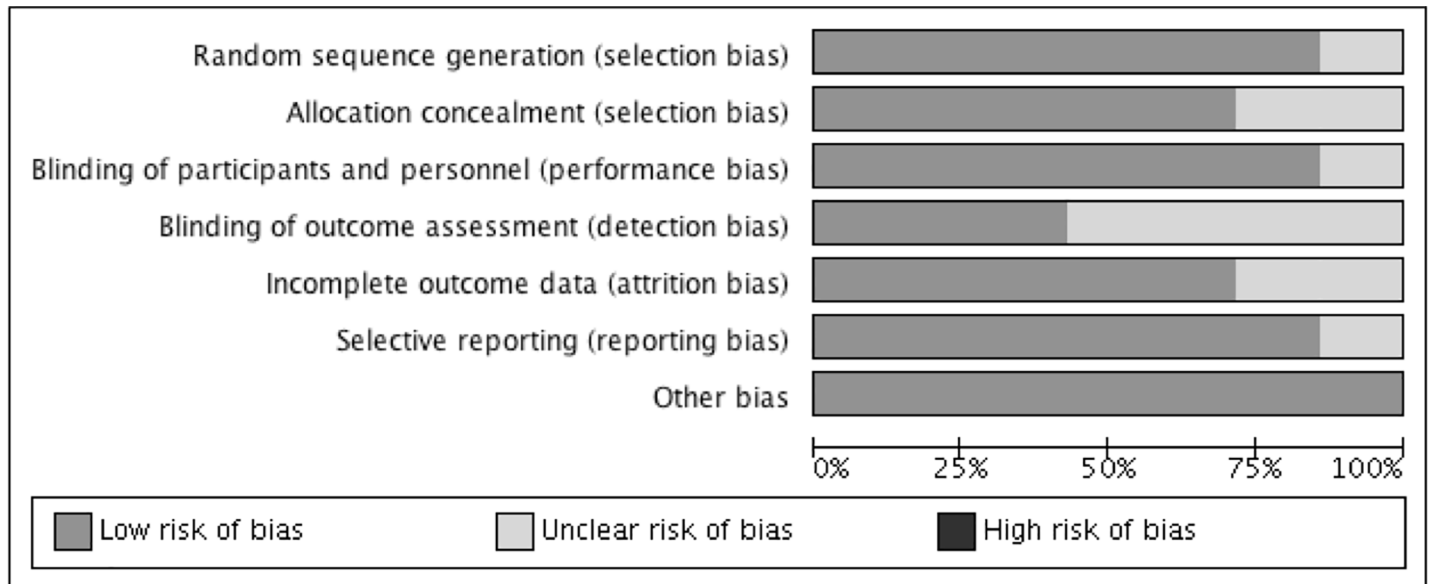 Random sequence generation (selection bias)
Allocation concealment (selection bias)
Blinding of participants and personnel (performance bias)
Blinding of outcome assessment (detection bias)
Incomplete outcome data (attrition bias)
Selective reporting (reporting bias)
Other bias
0% 25% 50% 75% 100%
Low risk of bias Unclear risk of bias High risk of bias